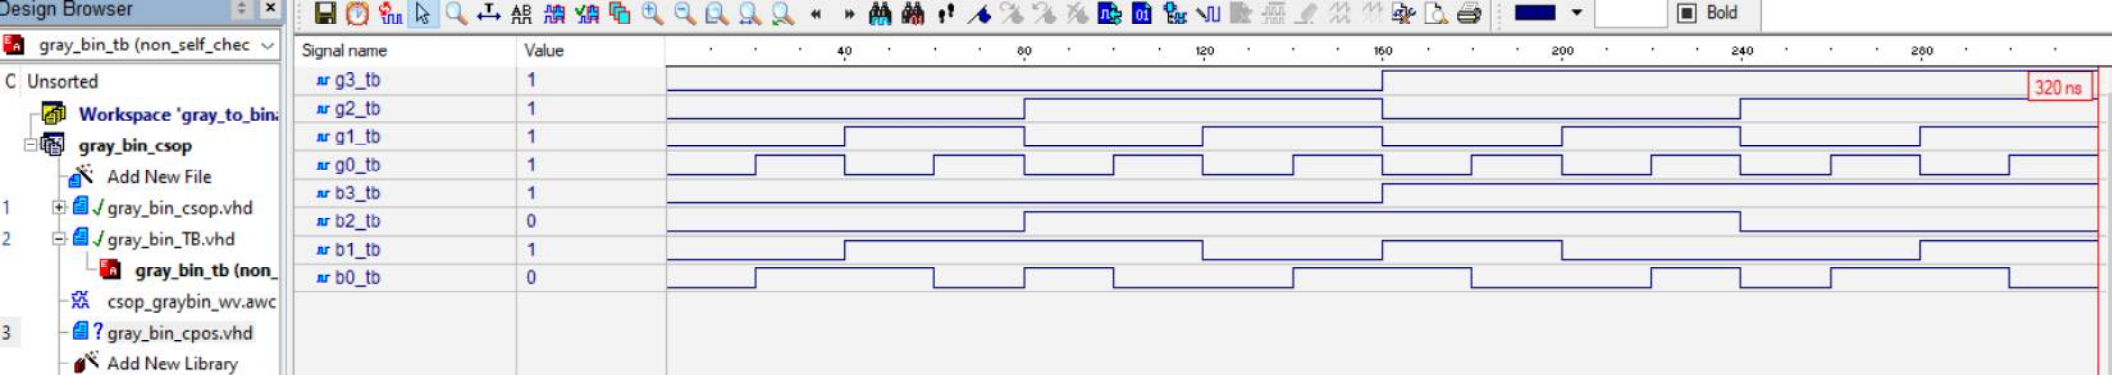 Design Browser
Bold
gray_bin_tb (non_self_chec
Signal name Value 40 80 120 160 200 240 280
C Unsorted
g3_tb 1
320 ns
Workspace 'gray_to_bin
g2_tb 1
gray_bin_csop
g1_tb 1
Add New File
g0_tb 1
b3_tb 1
1 gray_bin_csop.vhd
b2_tb 0
2 gray_bin_TB.vhd
b1_tb 1
gray_bin_tb (non_
b0_tb 0
csop_graybin_wv.awc
3 ? gray_bin_cpos.vhd
Add New Library